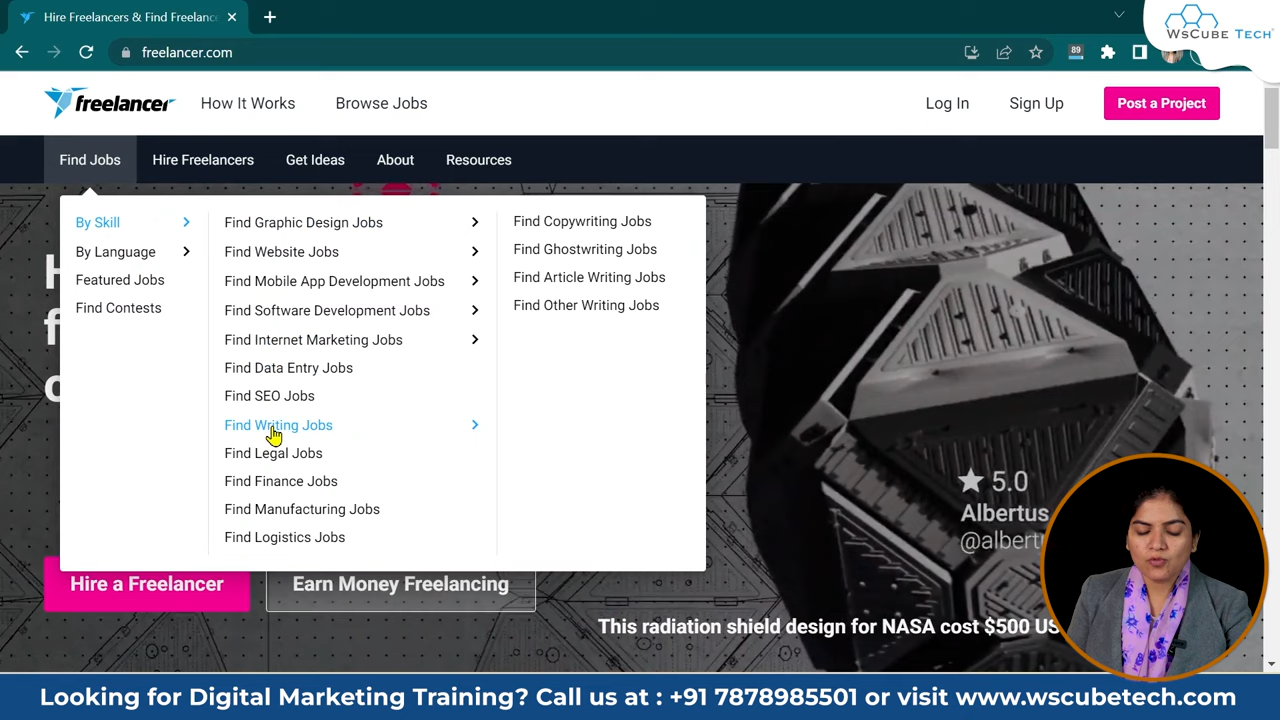 Hire Freelancers & Find Freelanc
WsCUBE TECH
freelancer.com
89
freelancer
How It Works
Browse Jobs
Log In
Sign Up
Post a Project
Find Jobs
Hire Freelancers
Get Ideas
About
Resources
By Skill
By Language
Featured Jobs
Find Contests
Find Graphic Design Jobs
Find Website Jobs
Find Mobile App Development Jobs
Find Software Development Jobs
Find Internet Marketing Jobs
Find Data Entry Jobs
Find SEO Jobs
Find Writing Jobs
Find Legal Jobs
Find Finance Jobs
Find Manufacturing Jobs
Find Logistics Jobs
Find Copywriting Jobs
Find Ghostwriting Jobs
Find Article Writing Jobs
Find Other Writing Jobs
H
f
c
5.0
Albertus
@albert
Hire a Freelancer
Earn Money Freelancing
This radiation shield design for NASA cost $500 US
Looking for Digital Marketing Training? Call us at : +91 7878985501 or visit www.wscubetech.com